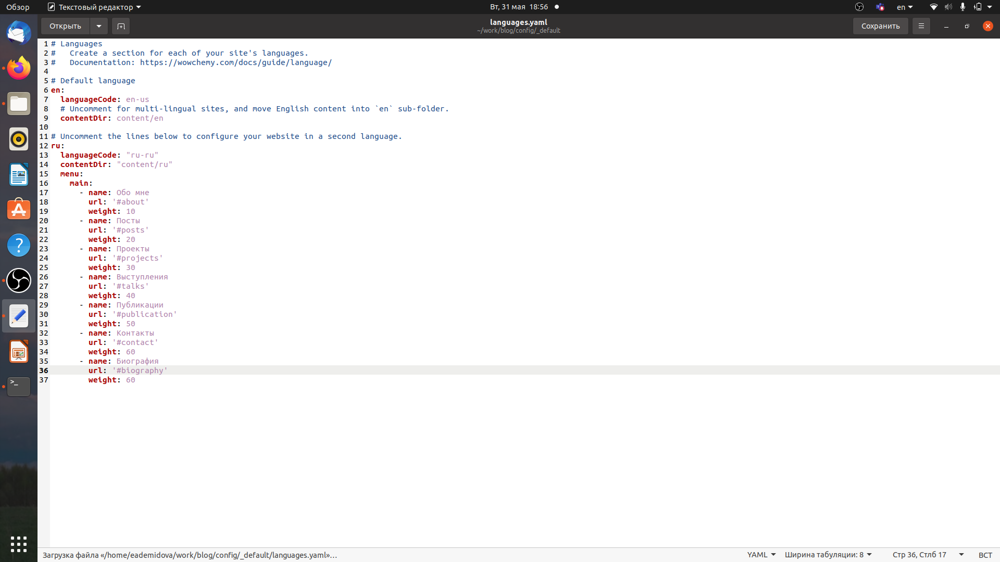 Обзор Текстовый редактор Вт, 31 мая 18:56 en
Открыть languages.yaml Сохранить
~/work/blog/config/_default
1 # Languages
2 #   Create a section for each of your site's languages.
3 #   Documentation: https://wowchemy.com/docs/guide/language/
4
5 # Default language
6 en:
7   languageCode: en-us
8   # Uncomment for multi-lingual sites, and move English content into `en` sub-folder.
9   contentDir: content/en
10
11 # Uncomment the lines below to configure your website in a second language.
12 ru:
13   languageCode: "ru-ru"
14   contentDir: "content/ru"
15   menu:
16     main:
17       - name: Обо мне
18         url: '#about'
19         weight: 10
20       - name: Посты
21         url: '#posts'
22         weight: 20
23       - name: Проекты
24         url: '#projects'
25         weight: 30
26       - name: Выступления
27         url: '#talks'
28         weight: 40
29       - name: Публикации
30         url: '#publication'
31         weight: 50
32       - name: Контакты
33         url: '#contact'
34         weight: 60
35       - name: Биография
36         url: '#biography'
37         weight: 60
Загрузка файла «/home/eademidova/work/blog/config/_default/languages.yaml»… YAML Ширина табуляции: 8 Стр 36, Стлб 17 ВСТ